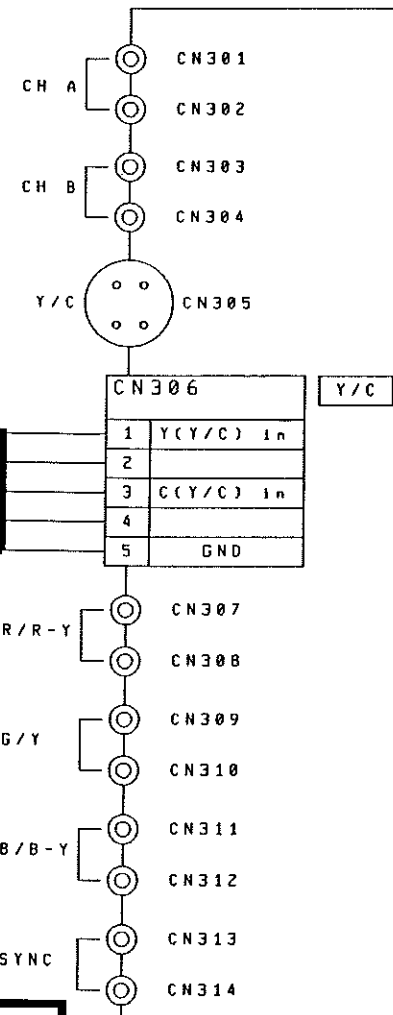 CN301
CH A
CN302
CN303
CH B
CN304
Y/C CN305
CN306 Y/C
1 Y(Y/C) in
2
3 C(Y/C) in
4
5 GND
CN307
R/R-Y
CN308
CN309
G/Y
CN310
CN311
B/B-Y
CN312
CN313
SYNC
CN314